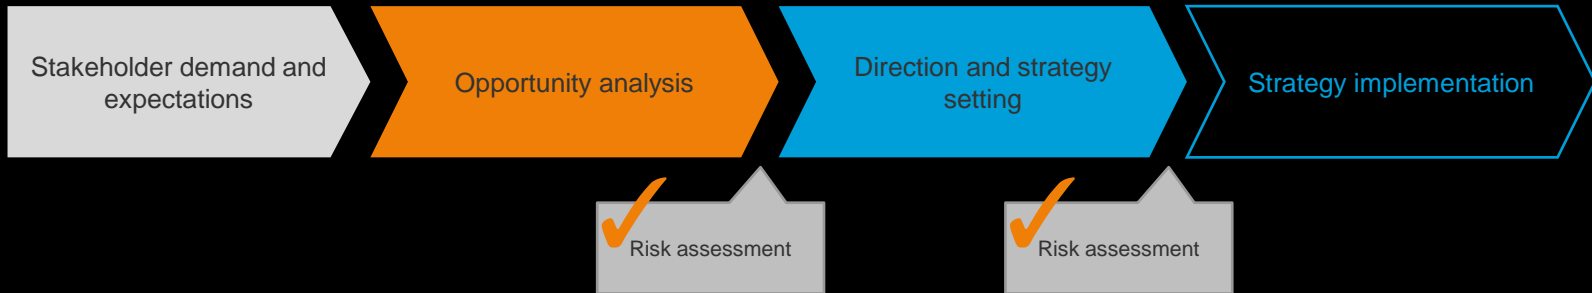 Stakeholder demand and
expectations
Opportunity analysis
Direction and strategy
setting
Strategy implementation
Risk assessment
Risk assessment